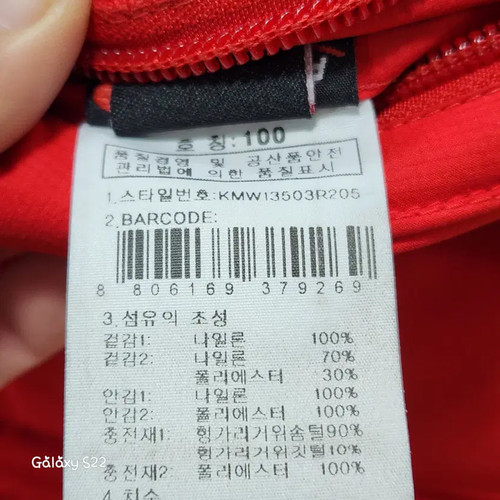 호 칭:100
품질경영 및 공산품안전
관리법에 의한 품질표시
1.스타일번호:KMW13503R205
2.BARCODE:
8 806169 379269
3.섬유의 조성
겉감1: 나일론 100%
겉감2: 나일론 70%
폴리에스터 30%
안감1: 나일론 100%
안감2: 폴리에스터 100%
충전재1: 헝가리거위솜털90%
헝가리거위깃털10%
충전재2 폴리에스터 100%
4.치수
Galaxy S22